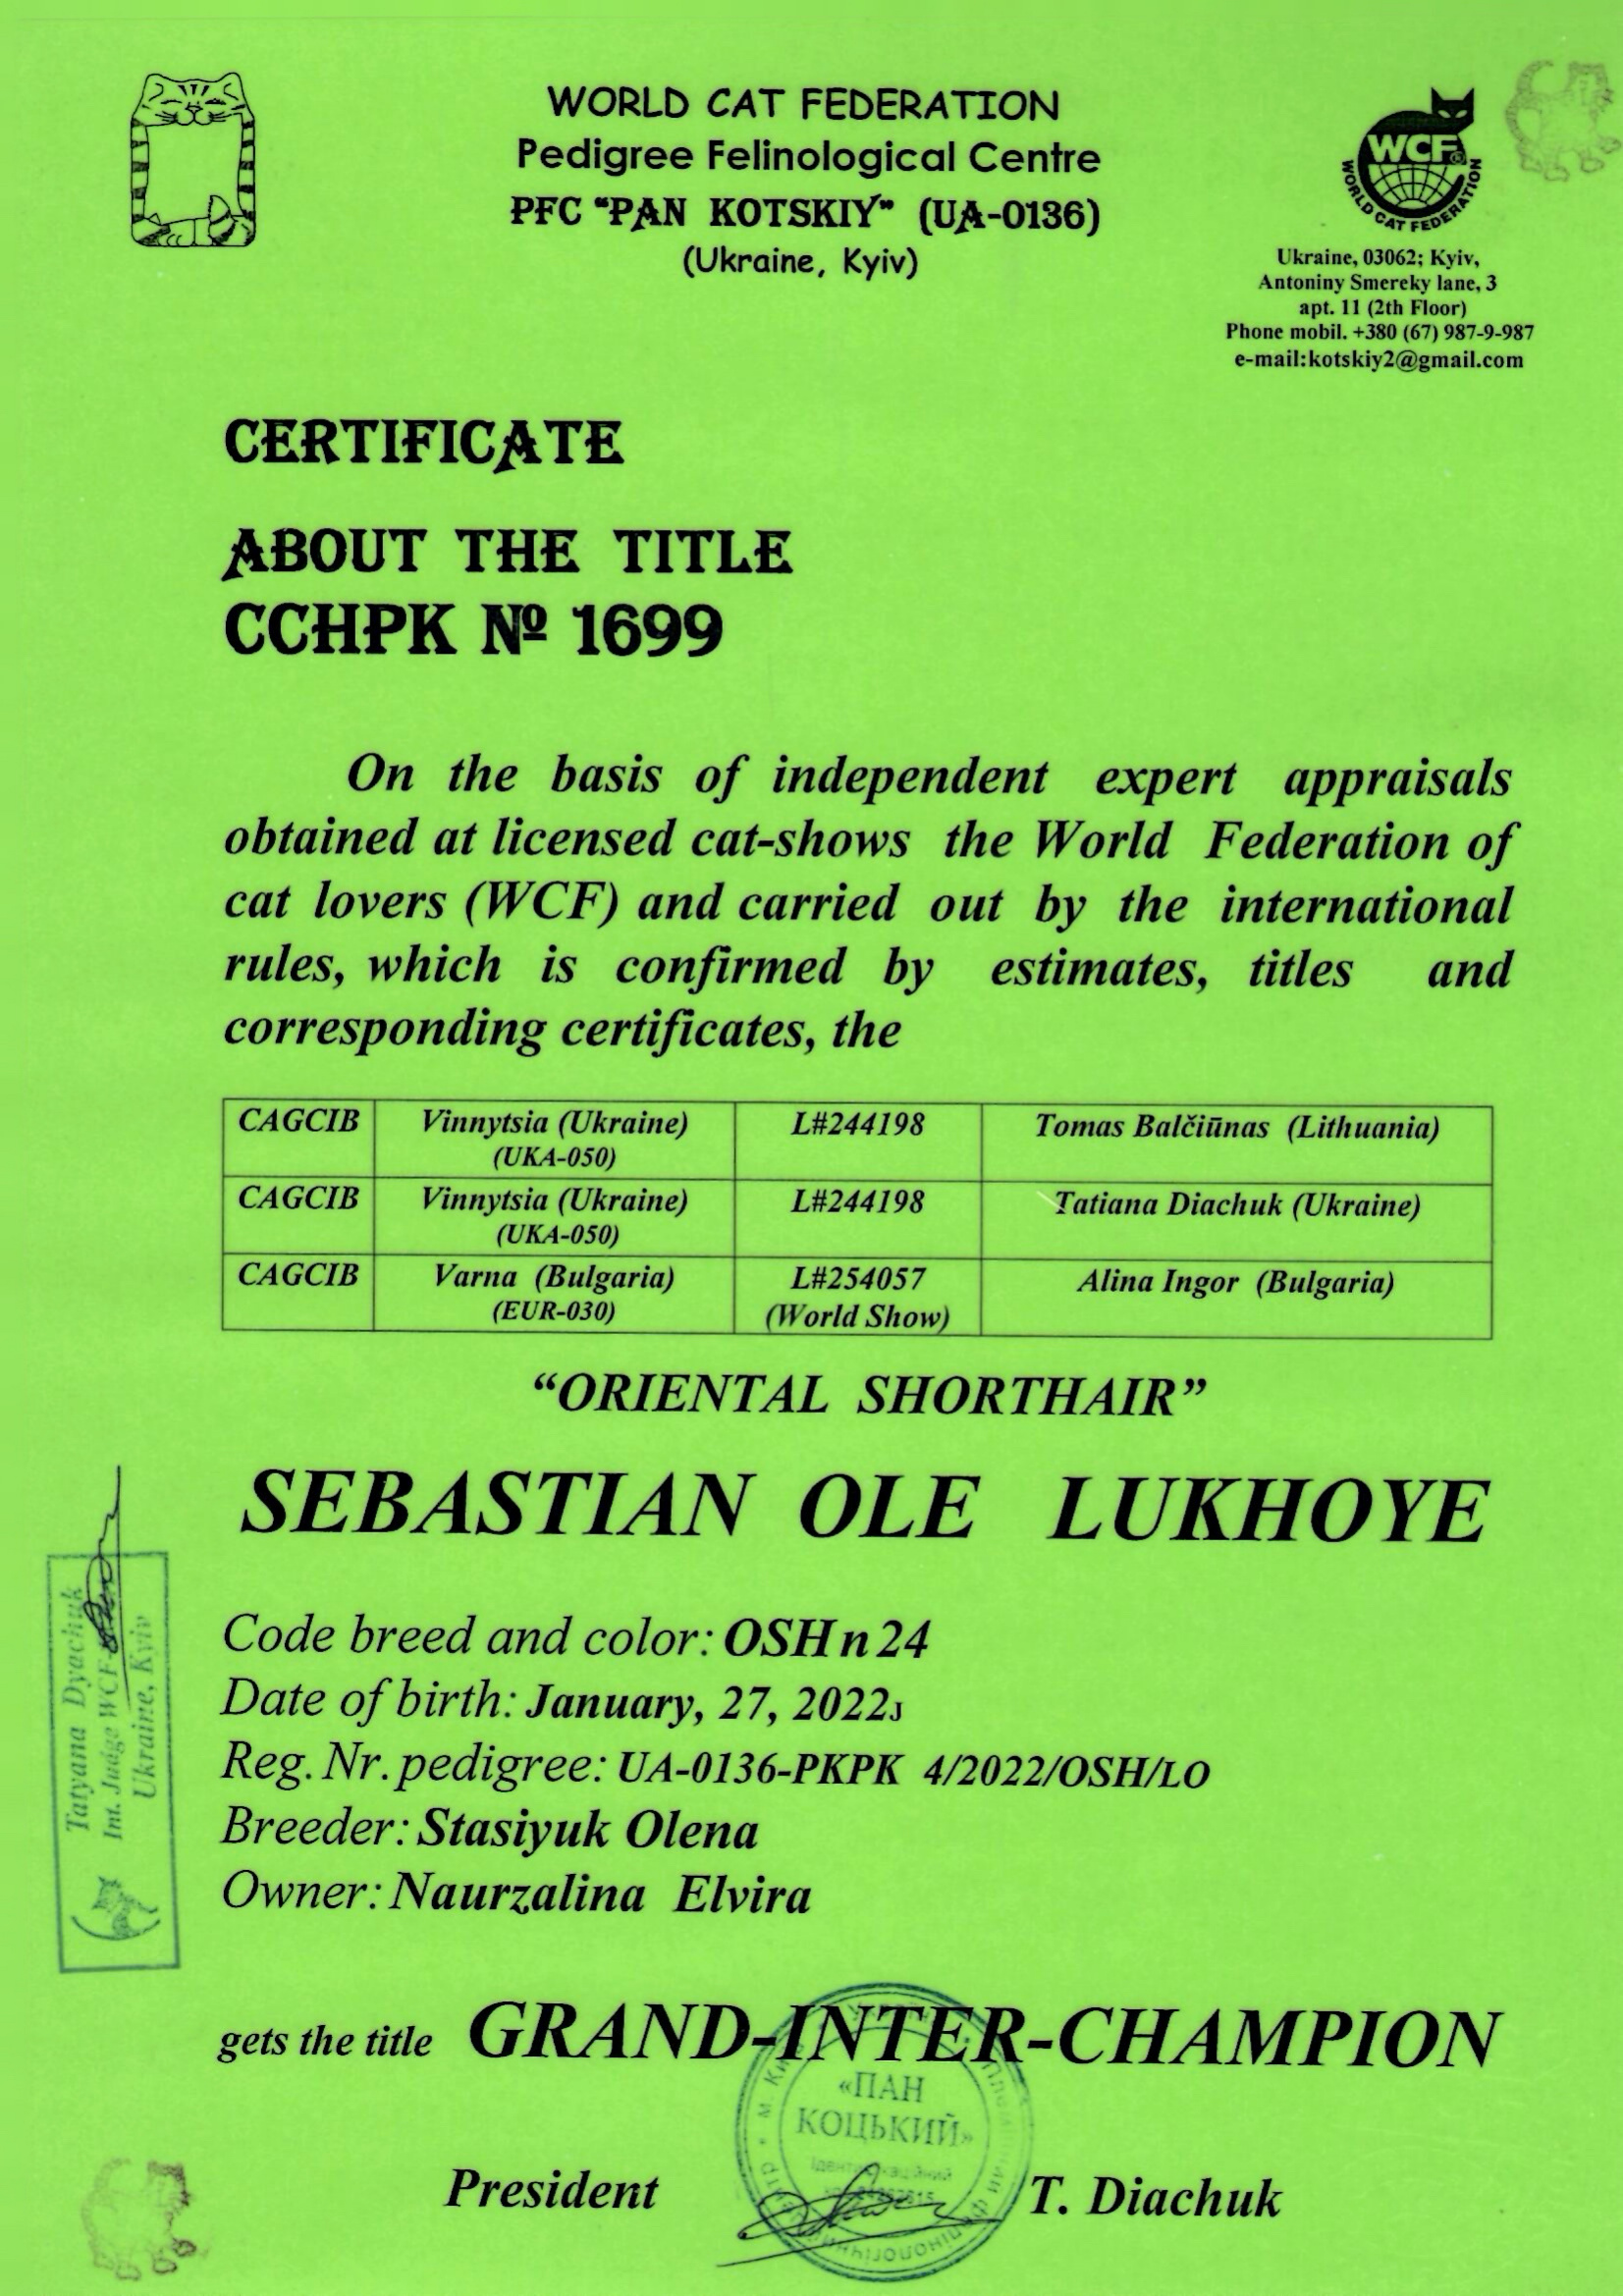 WORLD CAT FEDERATION
Pedigree Felinological Centre
PFC “PAN KOTSKIY” (UA-0136)
(Ukraine, Kyiv)
WCF
WORLD CAT FEDERATION
Ukraine, 03062; Kyiv,
Antoniny Smereky lane, 3
apt. 11 (2th Floor)
Phone mobil. +380 (67) 987-9-987
e-mail:kotskiy2@gmail.com
CERTIFICATE
ABOUT THE TITLE
CCHPK № 1699
On the basis of independent expert appraisals
obtained at licensed cat-shows the World Federation of
cat lovers (WCF) and carried out by the international
rules, which is confirmed by estimates, titles and
corresponding certificates, the
CAGCIB Vinnytsia (Ukraine) L#244198 Tomas Balčiūnas (Lithuania)
(UKA-050)
CAGCIB Vinnytsia (Ukraine) L#244198 Tatiana Diachuk (Ukraine)
(UKA-050)
CAGCIB Varna (Bulgaria) L#254057 Alina Ingor (Bulgaria)
(EUR-030) (World Show)
“ORIENTAL SHORTHAIR”
SEBASTIAN OLE LUKHOYE
Code breed and color: OSH n 24
Date of birth: January, 27, 2022J
Reg. Nr. pedigree: UA-0136-PKPK 4/2022/OSH/LO
Breeder: Stasiyuk Olena
Owner: Naurzalina Elvira
Tatyana Dyachuk
Int. Judge WCF
Ukraine, Kyiv
gets the title GRAND-INTER-CHAMPION
«ПАН
КОЦЬКИЙ»
President T. Diachuk